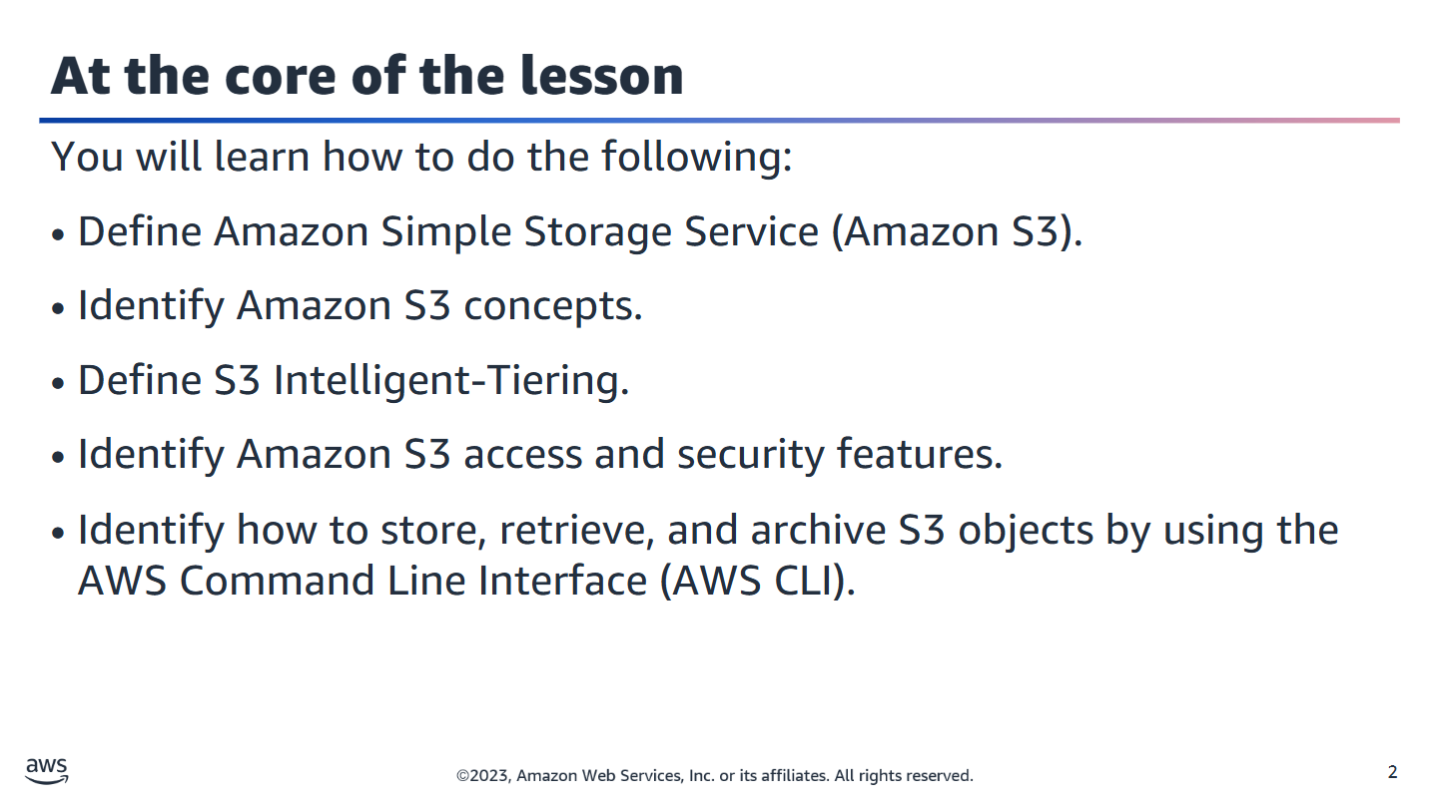 At the core of the lesson
You will learn how to do the following:
• Define Amazon Simple Storage Service (Amazon S3).
• Identify Amazon S3 concepts.
• Define S3 Intelligent-Tiering.
• Identify Amazon S3 access and security features.
• Identify how to store, retrieve, and archive S3 objects by using the
AWS Command Line Interface (AWS CLI).
aws
©2023, Amazon Web Services, Inc. or its affiliates. All rights reserved.
2